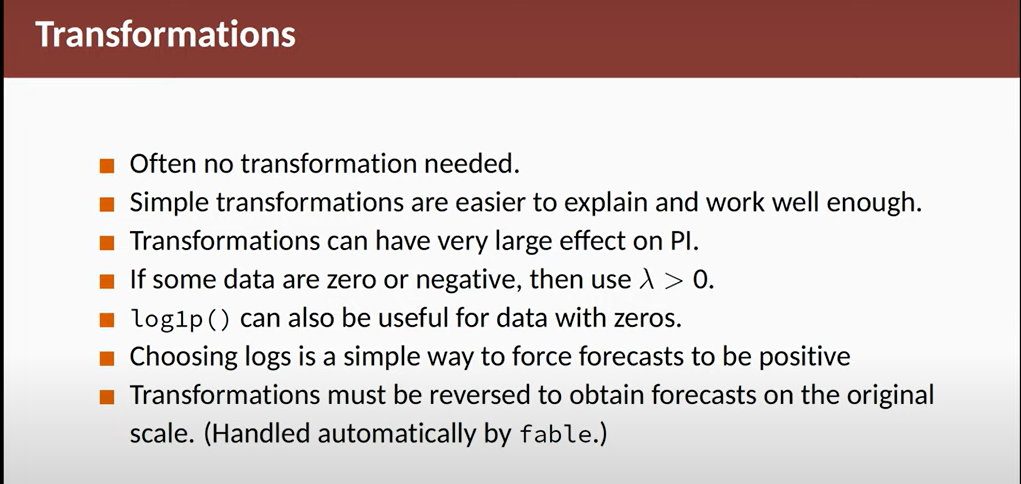 Transformations
■ Often no transformation needed.
■ Simple transformations are easier to explain and work well enough.
■ Transformations can have very large effect on PI.
■ If some data are zero or negative, then use λ > 0.
■ log1p() can also be useful for data with zeros.
■ Choosing logs is a simple way to force forecasts to be positive
■ Transformations must be reversed to obtain forecasts on the original
scale. (Handled automatically by fable.)